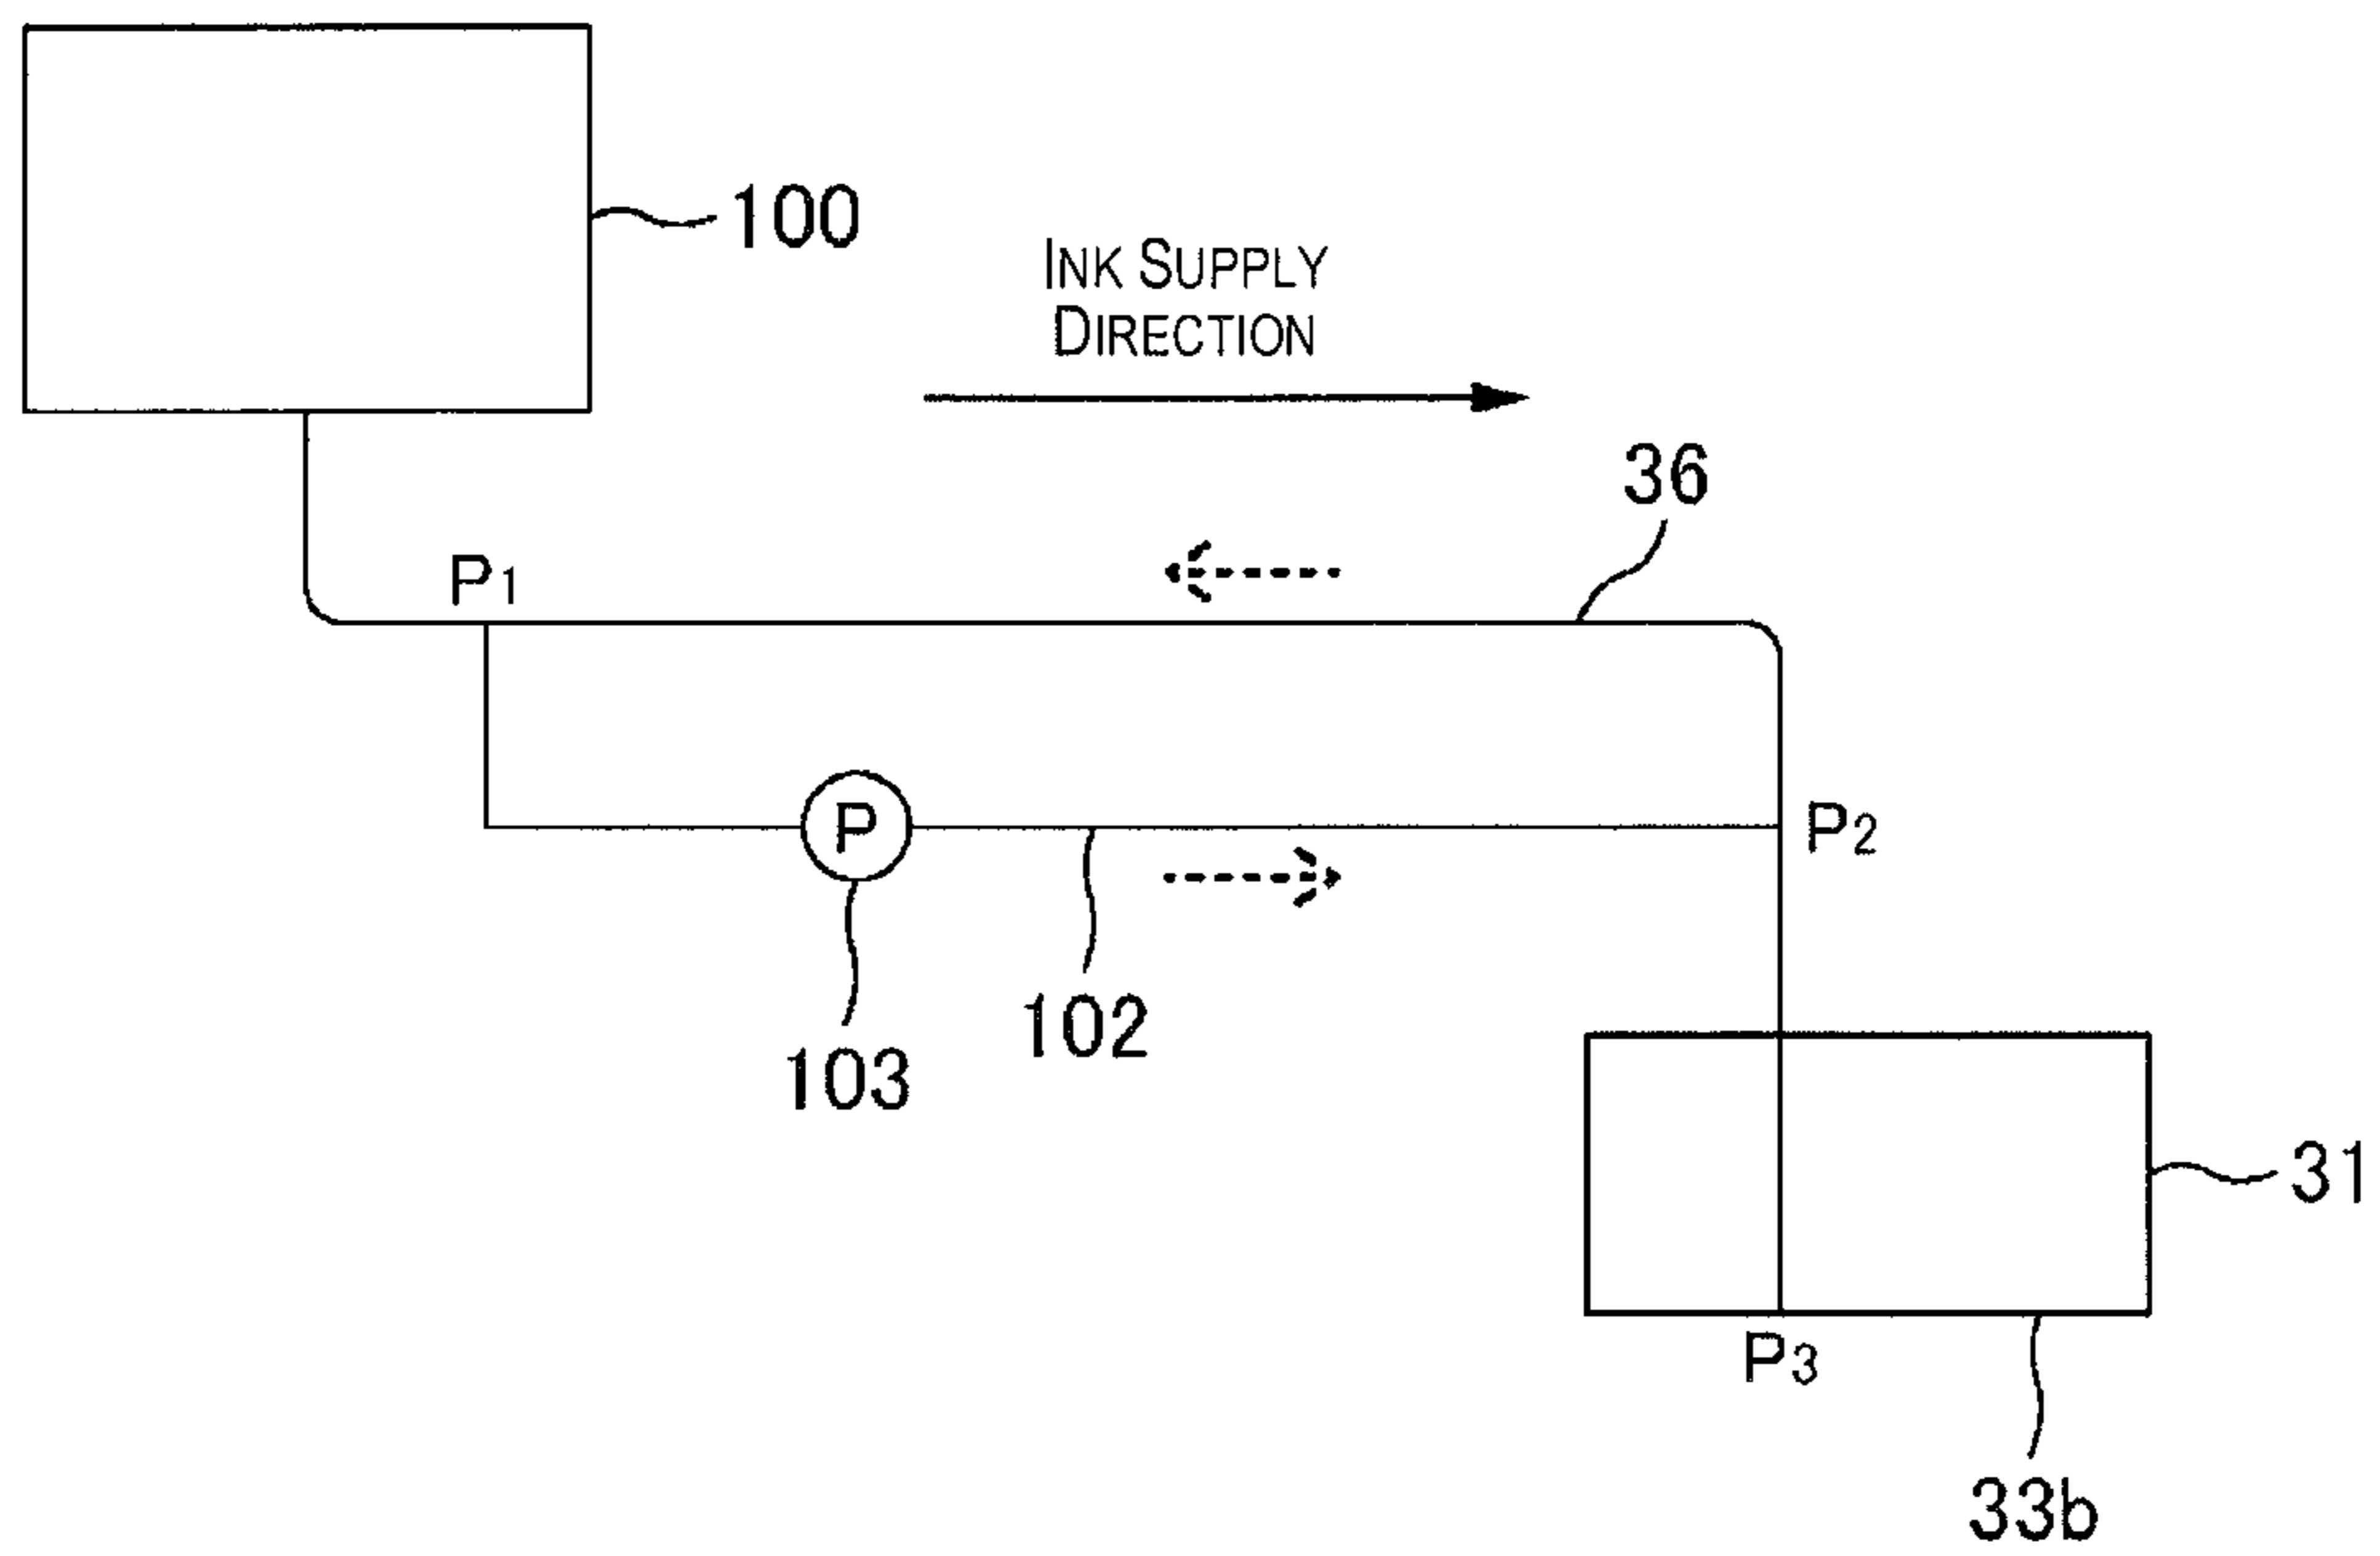 100
INK SUPPLY
DIRECTION
36
P1
P
P2
102
103
31
P3
33b